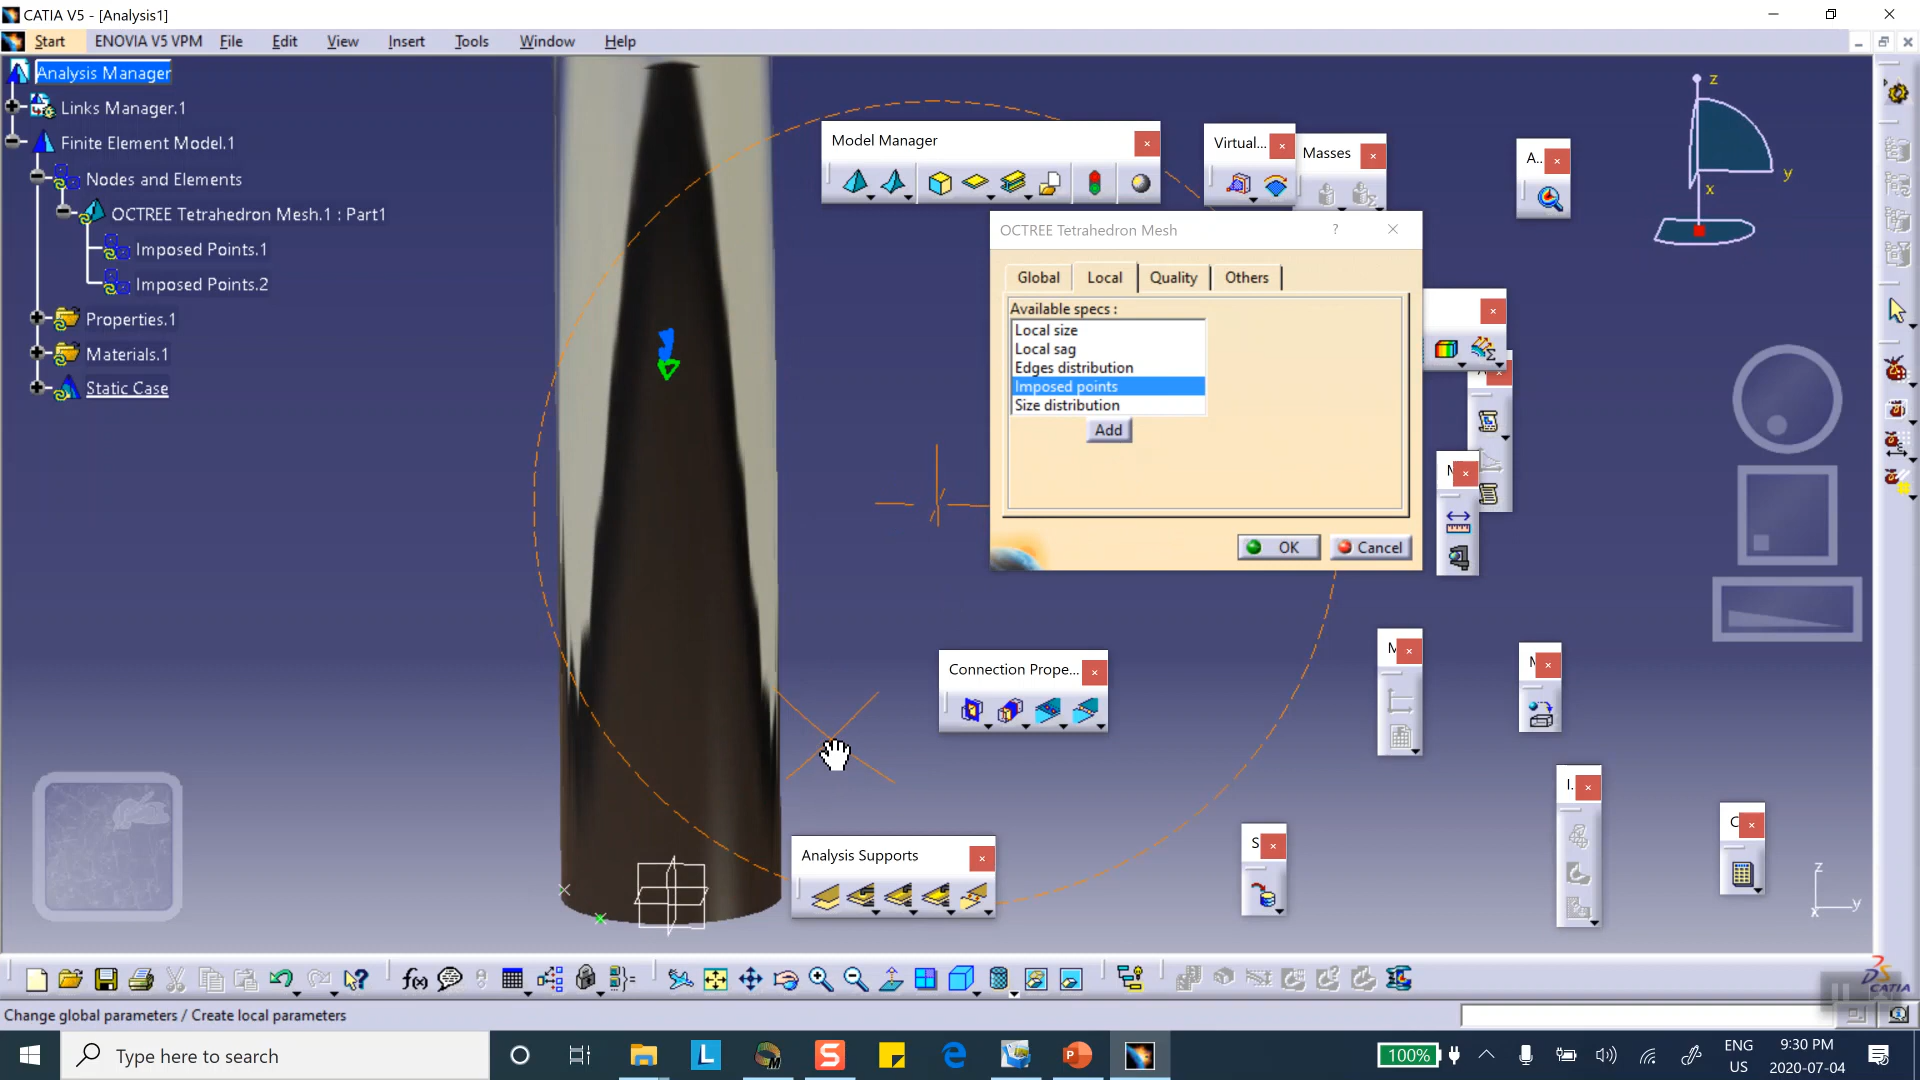 CATIA V5 - [Analysis1]
Start
ENOVIA V5 VPM
File
Edit
View
Insert
Tools
Window
Help
Analysis Manager
Links Manager.1
Finite Element Model.1
Nodes and Elements
OCTREE Tetrahedron Mesh.1 : Part1
Imposed Points.1
Imposed Points.2
Properties.1
Materials.1
Static Case
Model Manager
Virtual...
Masses
A..
z
y
x
OCTREE Tetrahedron Mesh
?
Global
Local
Quality
Others
Available specs :
Local size
Local sag
Edges distribution
Imposed points
Size distribution
Add
OK
Cancel
Connection Prope...
Analysis Supports
S
I.
C
z
y
x
f(x)
CATIA
Change global parameters / Create local parameters
Type here to search
L
S
P
100%
ENG
US
9:30 PM
2020-07-04